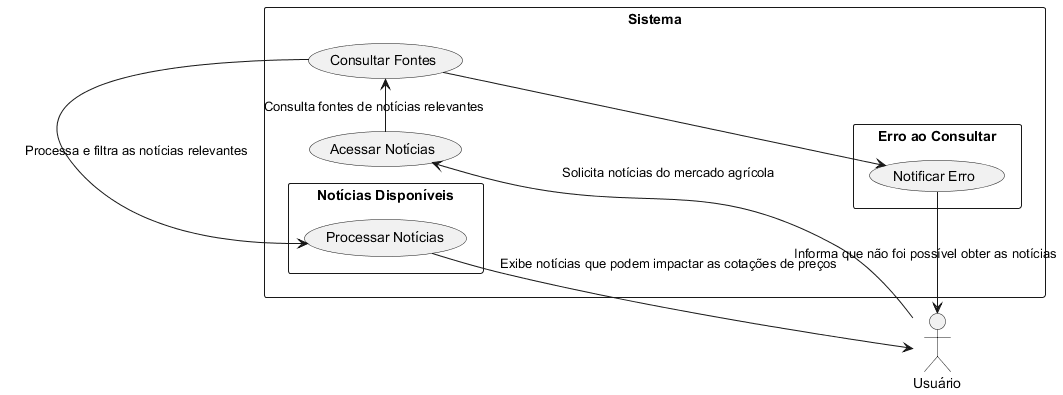 Sistema
Consultar Fontes
Consulta fontes de notícias relevantes
Erro ao Consultar
Acessar Notícias
Processa e filtra as notícias relevantes
Solicita notícias do mercado agrícola
Notificar Erro
Notícias Disponíveis
Processar Notícias
Informa que não foi possível obter as notícias
Exibe notícias que podem impactar as cotações de preços
Usuário